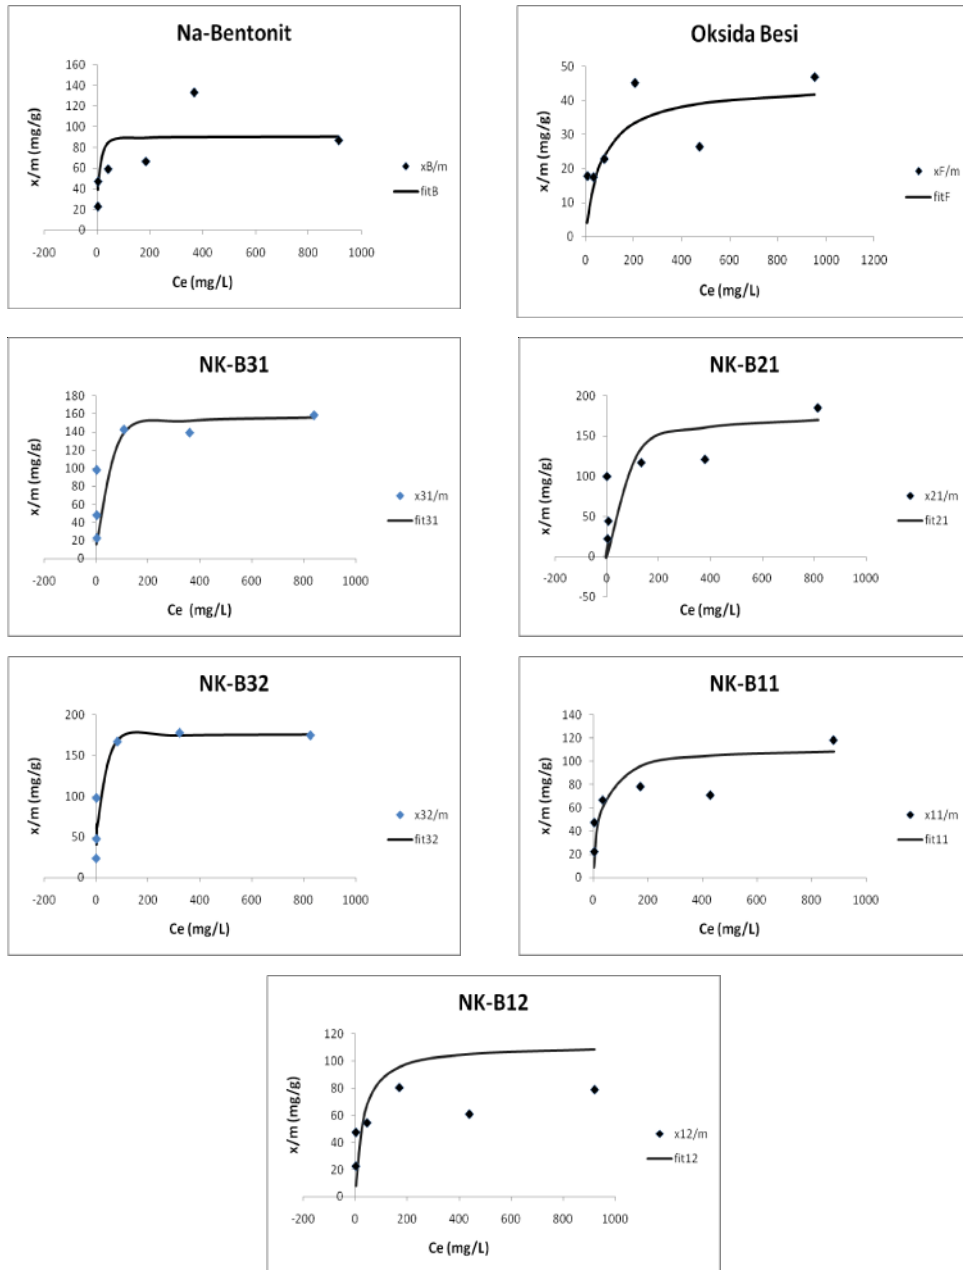 Na-Bentonit
160
140
120
100
80
60
40
20
0
-200 0 200 400 600 800 1000
x/m (mg/g)
Ce (mg/L)
xB/m
fitB
Oksida Besi
50
40
30
20
10
0
0 200 400 600 800 1000 1200
x/m (mg/g)
Ce (mg/L)
xF/m
fitF
NK-B31
180
160
140
120
100
80
60
40
20
0
-200 0 200 400 600 800 1000
x/m (mg/g)
Ce (mg/L)
x31/m
fit31
NK-B21
200
150
100
50
0
-50
-200 0 200 400 600 800 1000
x/m (mg/g)
Ce (mg/L)
x21/m
fit21
NK-B32
200
150
100
50
0
-200 0 200 400 600 800 1000
x/m (mg/g)
Ce (mg/L)
x32/m
fit32
NK-B11
140
120
100
80
60
40
20
0
-200 0 200 400 600 800 1000
x/m (mg/g)
Ce (mg/L)
x11/m
fit11
NK-B12
120
100
80
60
40
20
0
-200 0 200 400 600 800 1000
x/m (mg/g)
Ce (mg/L)
x12/m
fit12